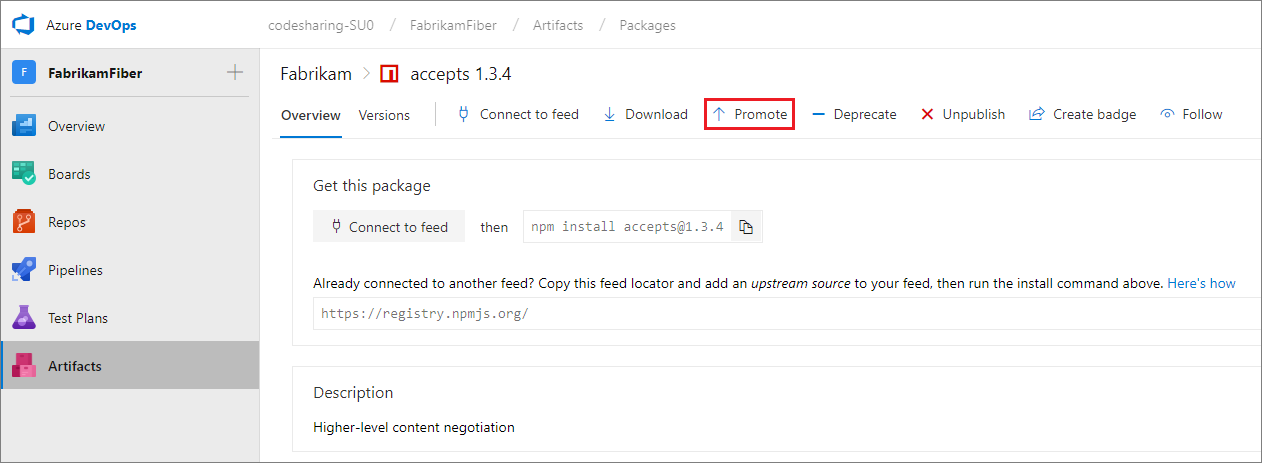 Azure DevOps codesharing-SU0 / FabrikamFiber / Artifacts / Packages
F FabrikamFiber
Fabrikam > accepts 1.3.4
Overview Versions Connect to feed Download Promote Deprecate Unpublish Create badge Follow
Overview
Boards
Repos
Pipelines
Test Plans
Artifacts
Get this package
Connect to feed then npm install accepts@1.3.4
Already connected to another feed? Copy this feed locator and add an upstream source to your feed, then run the install command above. Here's how
https://registry.npmjs.org/
Description
Higher-level content negotiation